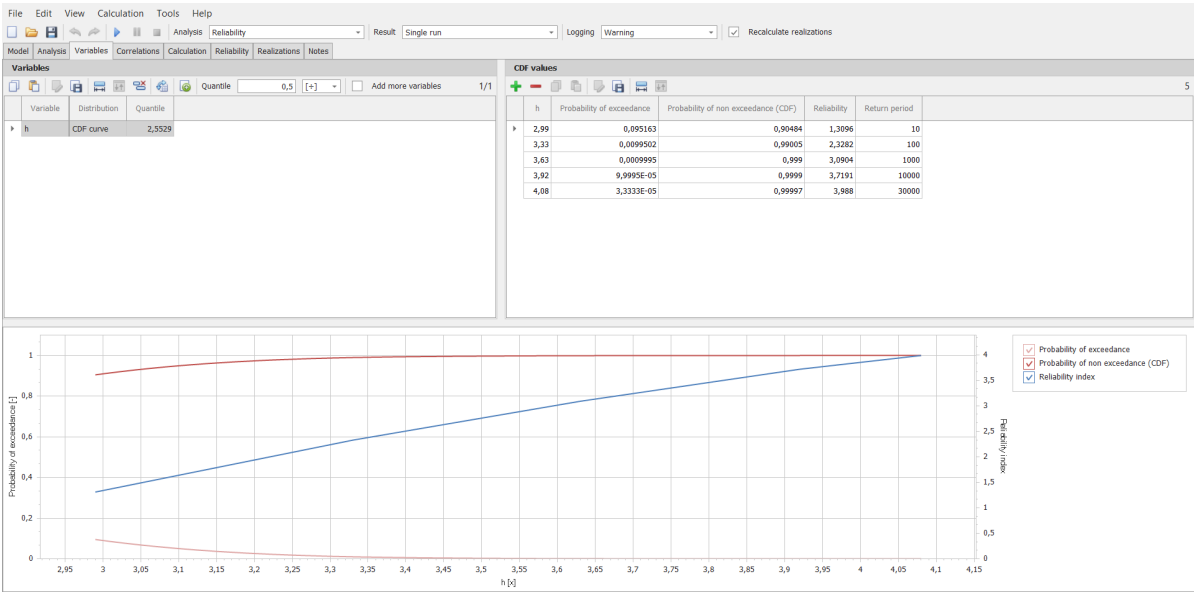 File Edit View Calculation Tools Help
Analysis Reliability Result Single run Logging Warning Recalculate realizations
Model Analysis Variables Correlations Calculation Reliability Realizations Notes
Variables
Quantile 0,5 [+] Add more variables 1/1
Variable Distribution Quantile
h CDF curve 2,5529
CDF values
5
h Probability of exceedance Probability of non exceedance (CDF) Reliability Return period
2,99 0,095163 0,90484 1,3096 10
3,33 0,0099502 0,99005 2,3282 100
3,63 0,0009995 0,999 3,0904 1000
3,92 9,9995E-05 0,9999 3,7191 10000
4,08 3,3333E-05 0,99997 3,988 30000
Probability of exceedance [-]
1
0,8
0,6
0,4
0,2
0
2,95 3 3,05 3,1 3,15 3,2 3,25 3,3 3,35 3,4 3,45 3,5 3,55 3,6 3,65 3,7 3,75 3,8 3,85 3,9 3,95 4 4,05 4,1 4,15
h [x]
4
3,5
3
2,5
2
1,5
1
0,5
0
Reliability index
Probability of exceedance
Probability of non exceedance (CDF)
Reliability index